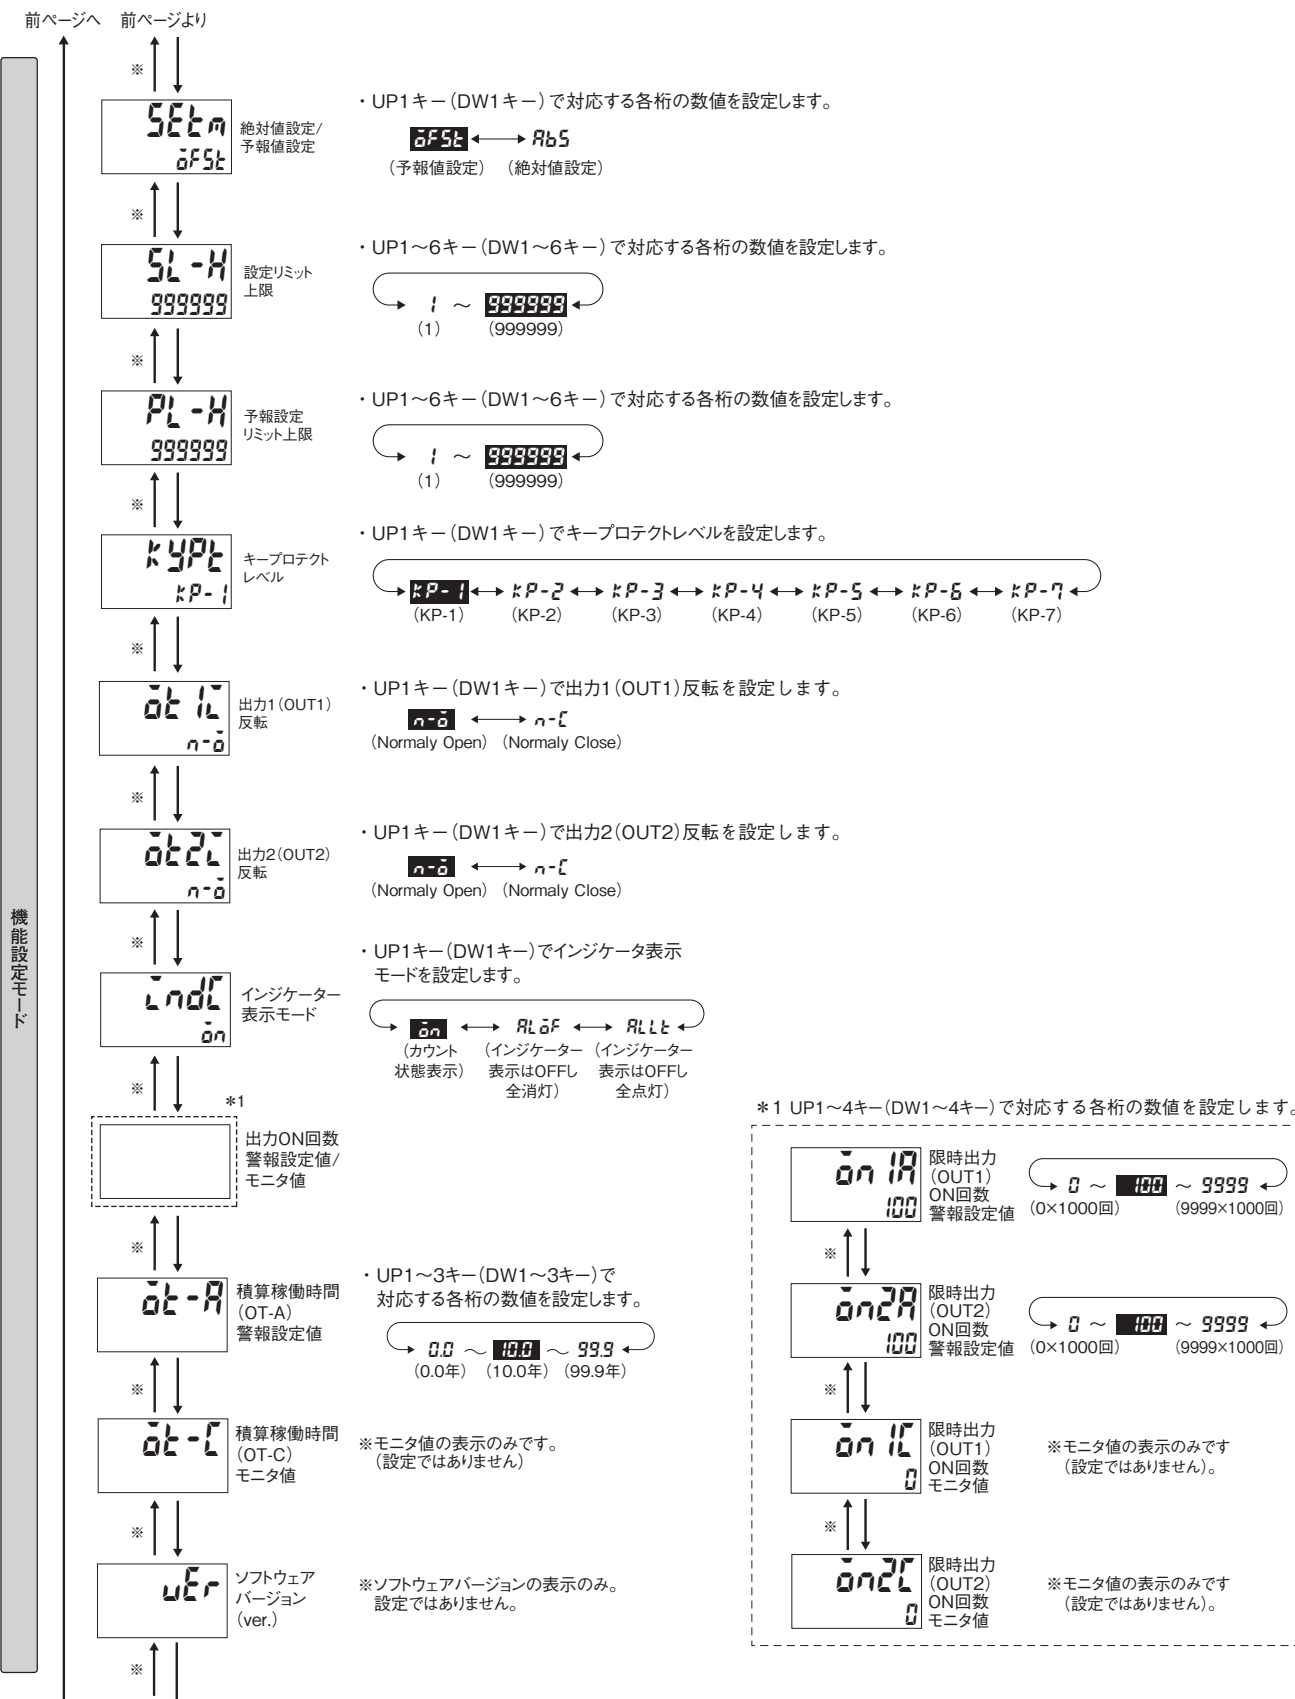 前ページへ 前ページより
※
SEtm
oFSt
絶対値設定/
予報値設定
・UP1キー(DW1キー)で対応する各桁の数値を設定します。
oFSt AbS
(予報値設定) (絶対値設定)
※
SL-H
999999
設定リミット
上限
・UP1～6キー(DW1～6キー)で対応する各桁の数値を設定します。
1 ～ 999999
(1) (999999)
※
PL-H
999999
予報設定
リミット上限
・UP1～6キー(DW1～6キー)で対応する各桁の数値を設定します。
1 ～ 999999
(1) (999999)
※
KYPt
KP-1
キープロテクト
レベル
・UP1キー(DW1キー)でキープロテクトレベルを設定します。
KP-1 KP-2 KP-3 KP-4 KP-5 KP-6 KP-7
(KP-1) (KP-2) (KP-3) (KP-4) (KP-5) (KP-6) (KP-7)
※
ot1i
n-o
出力1(OUT1)
反転
・UP1キー(DW1キー)で出力1(OUT1)反転を設定します。
n-o n-C
(Normaly Open) (Normaly Close)
※
ot2i
n-o
出力2(OUT2)
反転
・UP1キー(DW1キー)で出力2(OUT2)反転を設定します。
n-o n-C
(Normaly Open) (Normaly Close)
※
indC
on
インジケーター
表示モード
・UP1キー(DW1キー)でインジケータ表示
モードを設定します。
on ALoF ALLt
(カウント
状態表示)
(インジケーター
表示はOFFし
全消灯)
(インジケーター
表示はOFFし
全点灯)
※
*1
出力ON回数
警報設定値/
モニタ値
※
ot-A
積算稼働時間
(OT-A)
警報設定値
・UP1～3キー(DW1～3キー)で
対応する各桁の数値を設定します。
0.0 ～ 10.0 ～ 99.9
(0.0年) (10.0年) (99.9年)
※
ot-C
積算稼働時間
(OT-C)
モニタ値
※モニタ値の表示のみです。
(設定ではありません)
※
vEr
ソフトウェア
バージョン
(ver.)
※ソフトウェアバージョンの表示のみ。
設定ではありません。
※
機能設定モード
*1 UP1～4キー(DW1～4キー)で対応する各桁の数値を設定します。
on1A
100
限時出力
(OUT1)
ON回数
警報設定値
0 ～ 100 ～ 9999
(0×1000回) (9999×1000回)
※
on2A
100
限時出力
(OUT2)
ON回数
警報設定値
0 ～ 100 ～ 9999
(0×1000回) (9999×1000回)
※
on1C
0
限時出力
(OUT1)
ON回数
モニタ値
※モニタ値の表示のみです
(設定ではありません)。
※
on2C
0
限時出力
(OUT2)
ON回数
モニタ値
※モニタ値の表示のみです
(設定ではありません)。